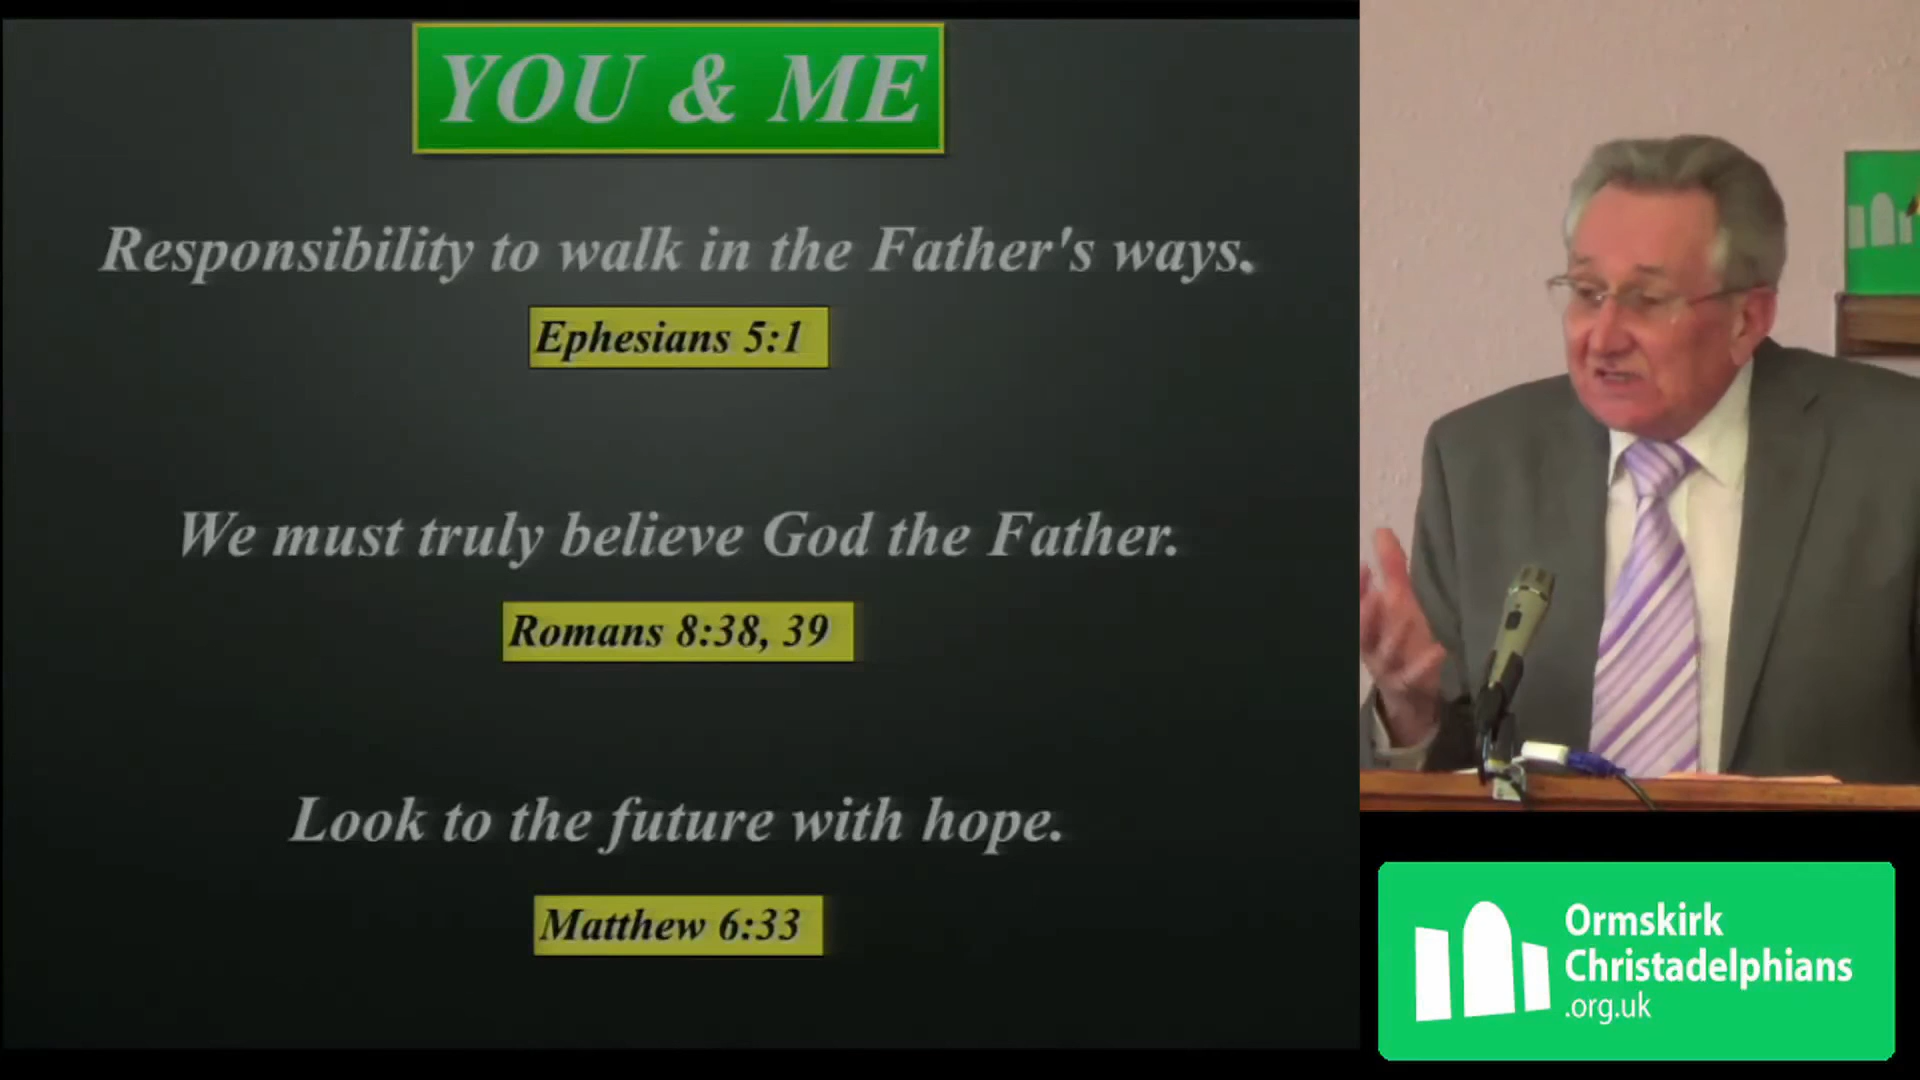 YOU & ME
Responsibility to walk in the Father's ways.
Ephesians 5:1
We must truly believe God the Father.
Romans 8:38, 39
Look to the future with hope.
Matthew 6:33
Ormskirk
Christadelphians
.org.uk